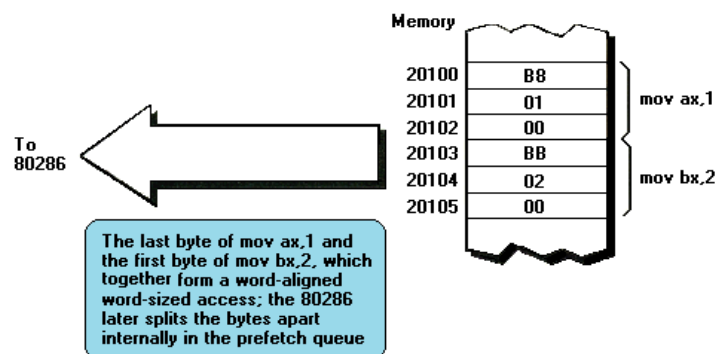 Memory
20100 B8
20101 01
20102 00
mov ax,1
20103 BB
20104 02
20105 00
mov bx,2
To
80286
The last byte of mov ax,1 and
the first byte of mov bx,2, which
together form a word-aligned
word-sized access; the 80286
later splits the bytes apart
internally in the prefetch queue